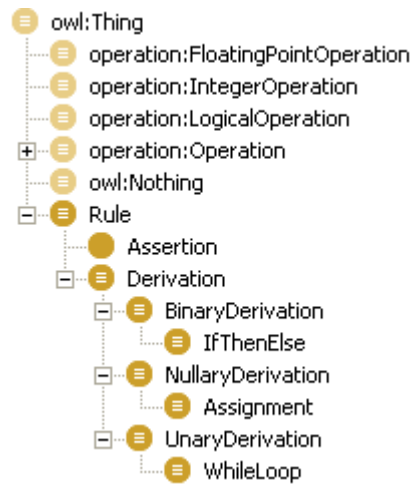 owl:Thing
operation:FloatingPointOperation
operation:IntegerOperation
operation:LogicalOperation
operation:Operation
owl:Nothing
Rule
Assertion
Derivation
BinaryDerivation
IfThenElse
NullaryDerivation
Assignment
UnaryDerivation
WhileLoop